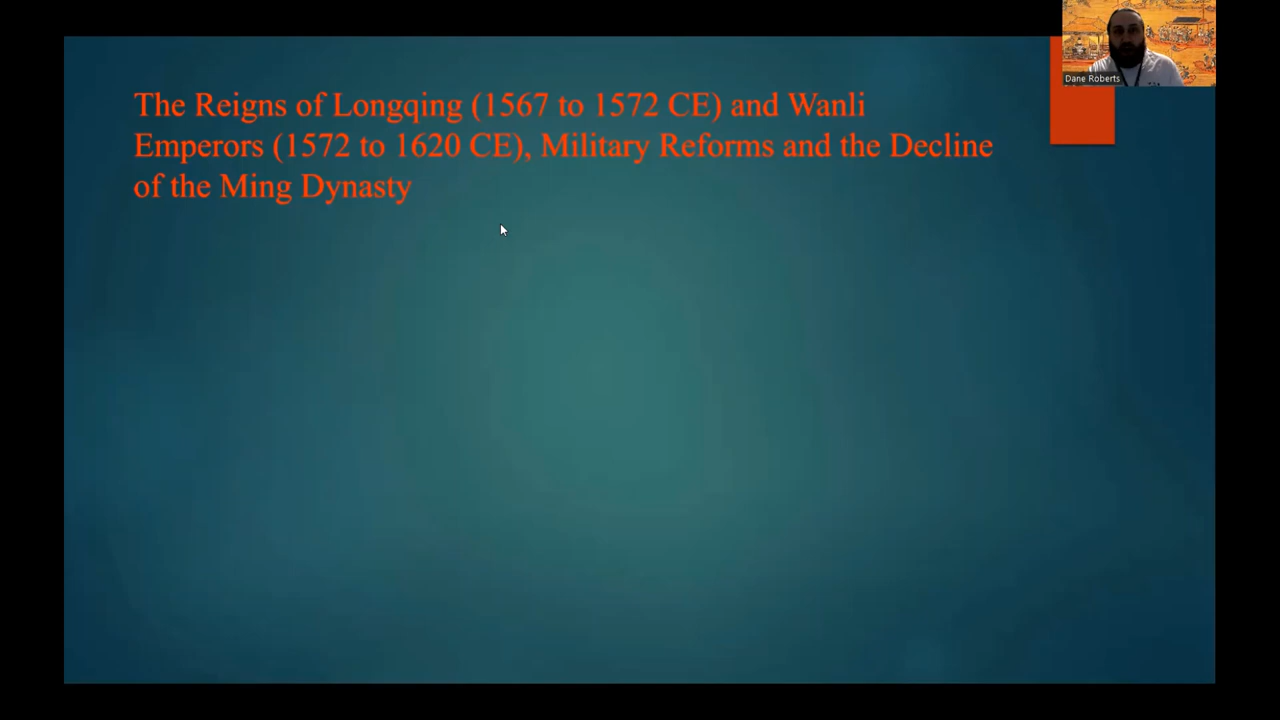 The Reigns of Longqing (1567 to 1572 CE) and Wanli
Emperors (1572 to 1620 CE), Military Reforms and the Decline
of the Ming Dynasty
Dane Roberts